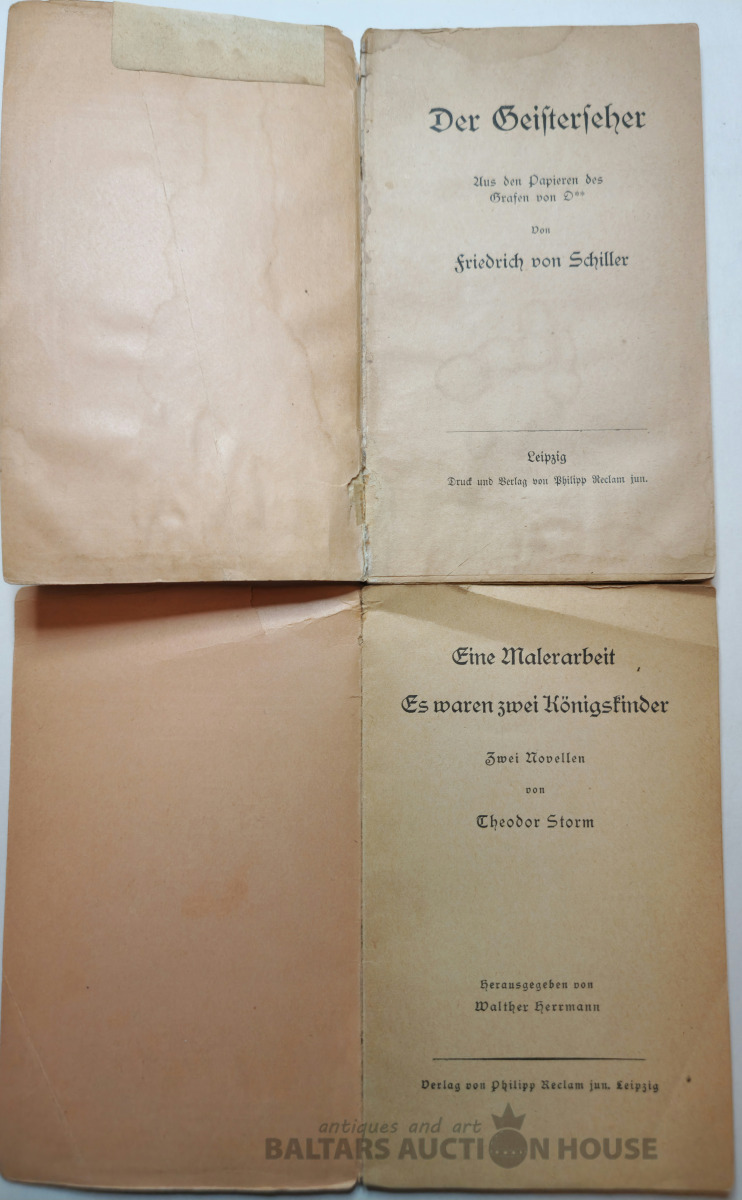 Der Geisterseher
Aus den Papieren des
Grafen von O**
Von
Friedrich von Schiller
Leipzig
Druck und Verlag von Philipp Reclam jun.
Eine Malerarbeit
Es waren zwei Königskinder
Zwei Novellen
von
Theodor Storm
Herausgegeben von
Walther Herrmann
Verlag von Philipp Reclam jun. Leipzig
antiques and art
BALTARS AUCTION HOUSE